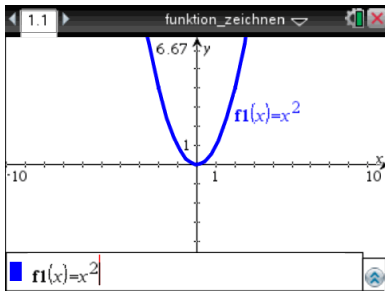 1.1 funktion_zeichnen
6.67 y
f1(x)=x²
1
x
-10 1 10
f1(x)=x²